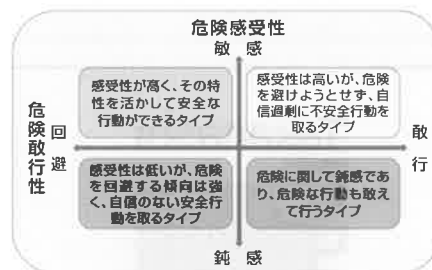 危険感受性
敏 感
感受性が高く、その特
性を活かして安全な
行動ができるタイプ
感受性は高いが、危険
を避けようとせず、自
信過剰に不安全行動を
取るタイプ
危険敢行性
回
避
敢
行
感受性は低いが、危険
を回避する傾向は強
く、自信のない安全行
動を取るタイプ
危険に関して鈍感であ
り、危険な行動も敢え
て行うタイプ
鈍 感